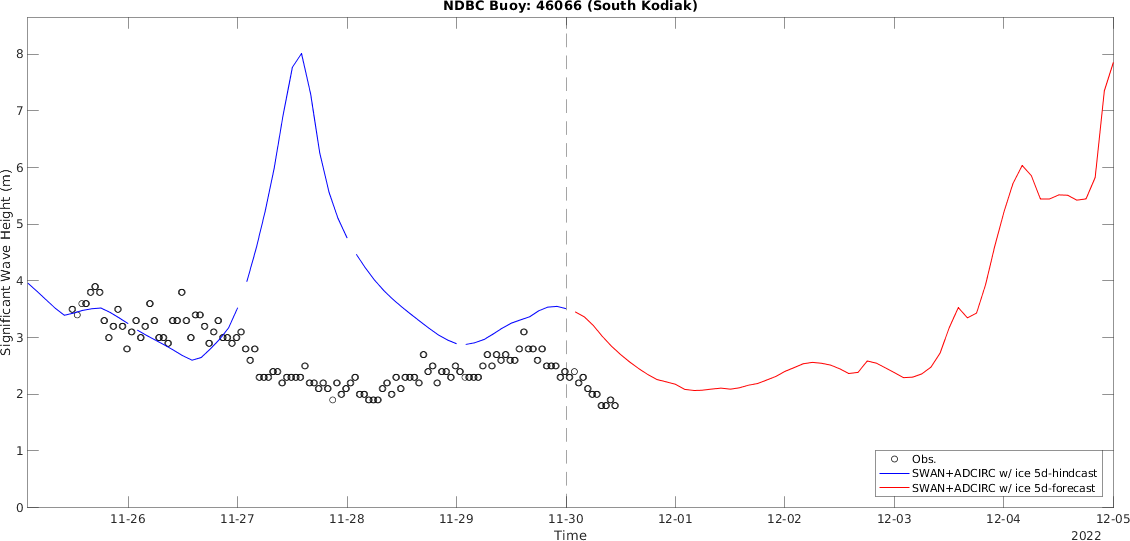 NDBC Buoy: 46066 (South Kodiak)
Significant Wave Height (m)
8
7
6
5
4
3
2
1
0
Obs.
SWAN+ADCIRC w/ ice 5d-hindcast
SWAN+ADCIRC w/ ice 5d-forecast
11-26 11-27 11-28 11-29 11-30 12-01 12-02 12-03 12-04 12-05
Time
2022